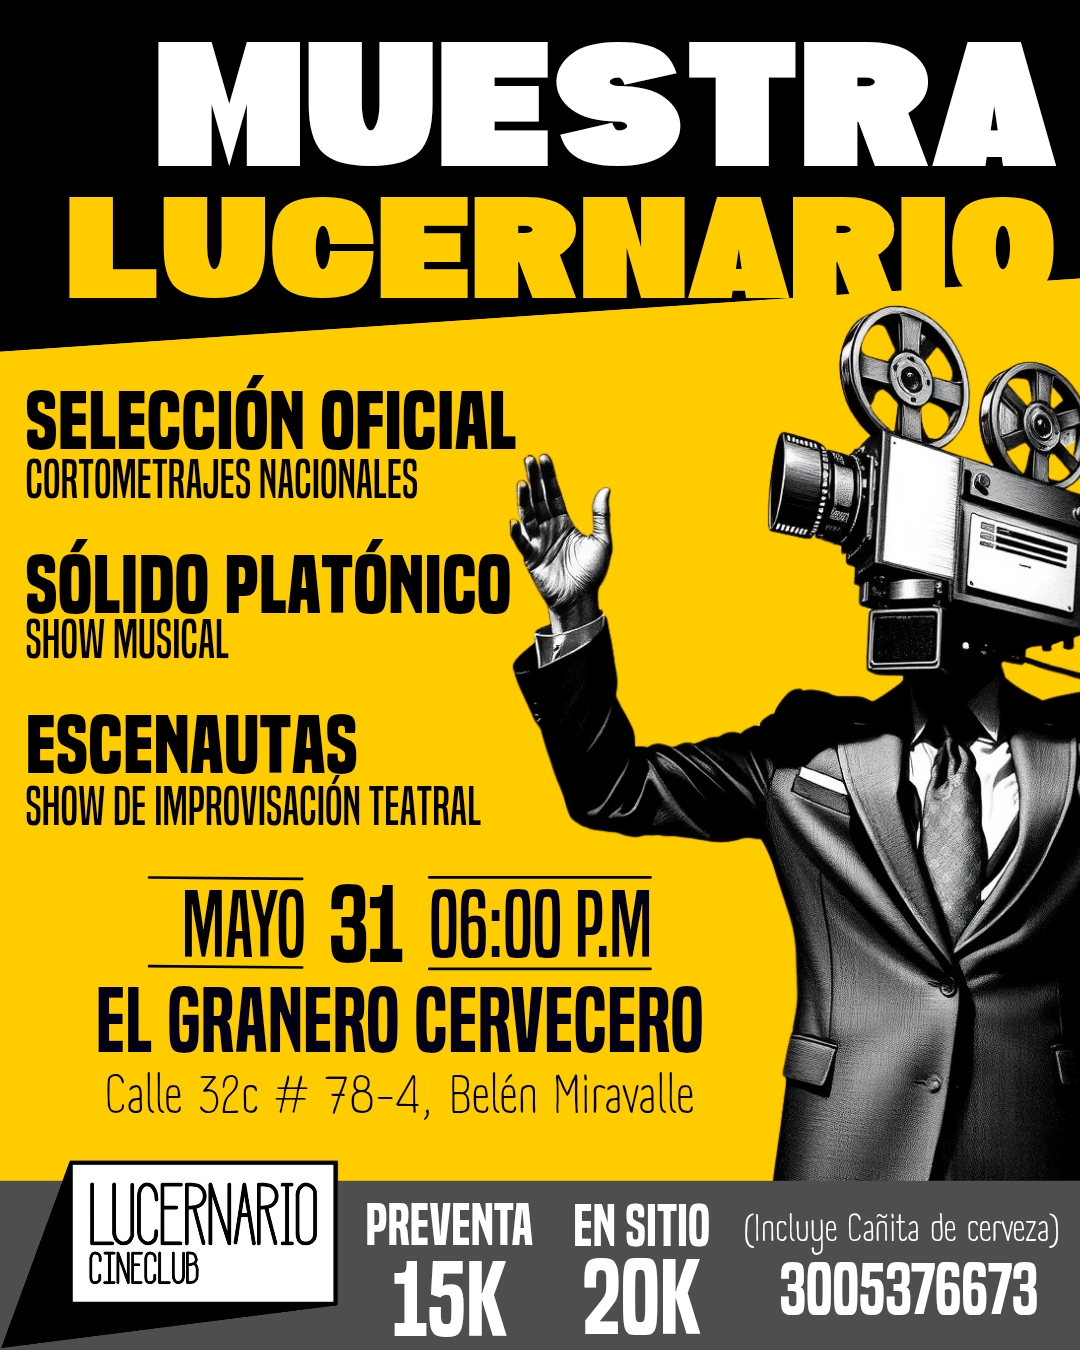 MUESTRA
LUCERNARIO
SELECCIÓN OFICIAL
CORTOMETRAJES NACIONALES
SÓLIDO PLATÓNICO
SHOW MUSICAL
ESCENAUTAS
SHOW DE IMPROVISACIÓN TEATRAL
MAYO 31 06:00 P.M
EL GRANERO CERVECERO
Calle 32c # 78-4, Belén Miravalle
LUCERNARIO
CINECLUB
PREVENTA
15K
EN SITIO
20K
(Incluye Cañita de cerveza)
3005376673